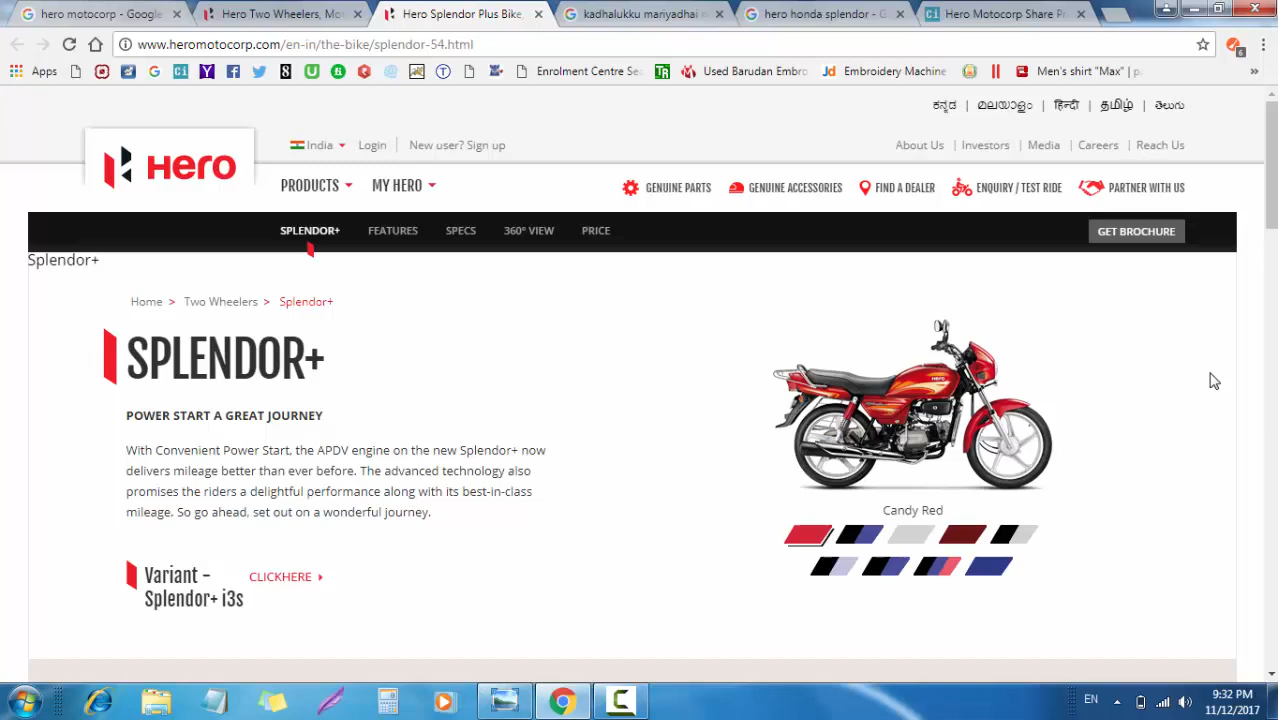 hero motorcop - Google
Hero Two Wheelers, Mo
Hero Splendor Plus Bike,
kadhalukku mariyadhai n
hero honda splendor - G
Hero Motocorp Share Pr
www.heromotocorp.com/en-in/the-bike/splendor-54.html
6
Apps
Enrolment Centre Se
Used Barudan Embro
Embroidery Machine
Men's shirt "Max" | p
ಕನ್ನಡ | മലയാളം | हिन्दी | தமிழ் | తెలుగు
Hero
India
Login
New user? Sign up
About Us | Investors | Media | Careers | Reach Us
PRODUCTS
MY HERO
GENUINE PARTS
GENUINE ACCESSORIES
FIND A DEALER
ENQUIRY / TEST RIDE
PARTNER WITH US
SPLENDOR+
FEATURES
SPECS
360° VIEW
PRICE
GET BROCHURE
Splendor+
Home > Two Wheelers > Splendor+
SPLENDOR+
POWER START A GREAT JOURNEY
With Convenient Power Start, the APDV engine on the new Splendor+ now
delivers mileage better than ever before. The advanced technology also
promises the riders a delightful performance along with its best-in-class
mileage. So go ahead, set out on a wonderful journey.
Candy Red
Variant -
Splendor+ i3s
CLICKHERE
EN
9:32 PM
11/12/2017